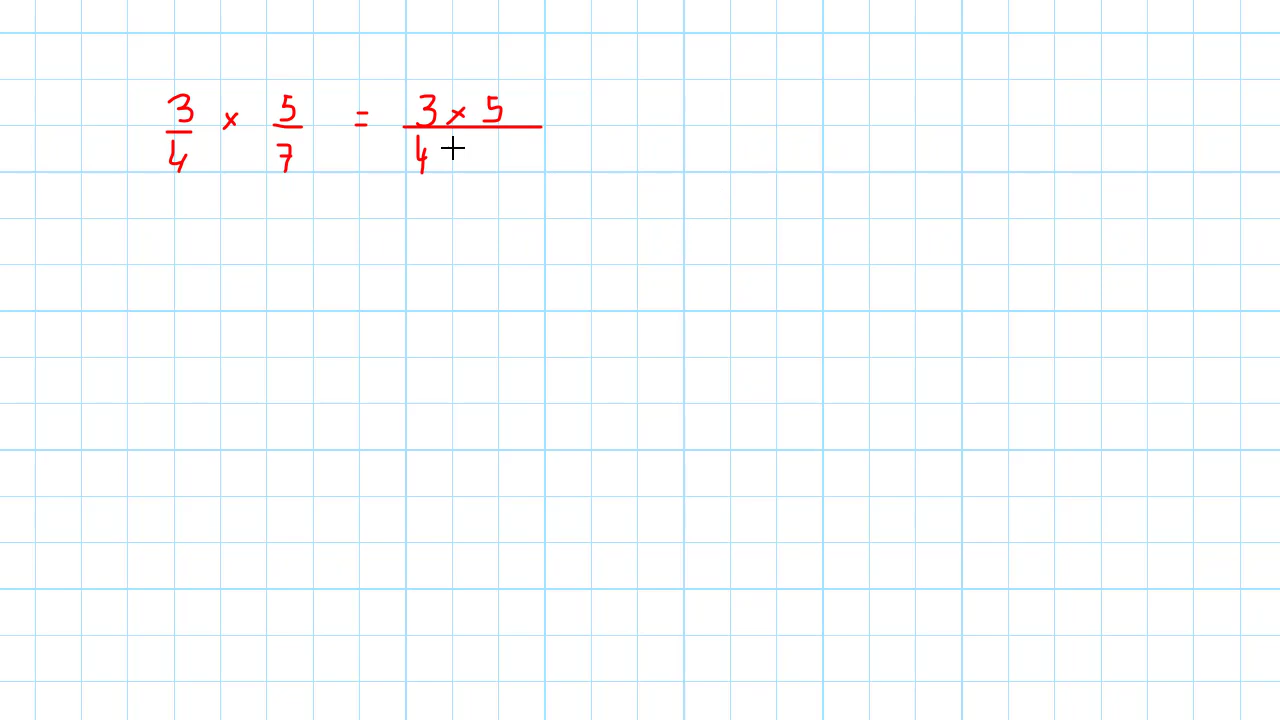 3/4 × 5/7 = 3 × 5/4